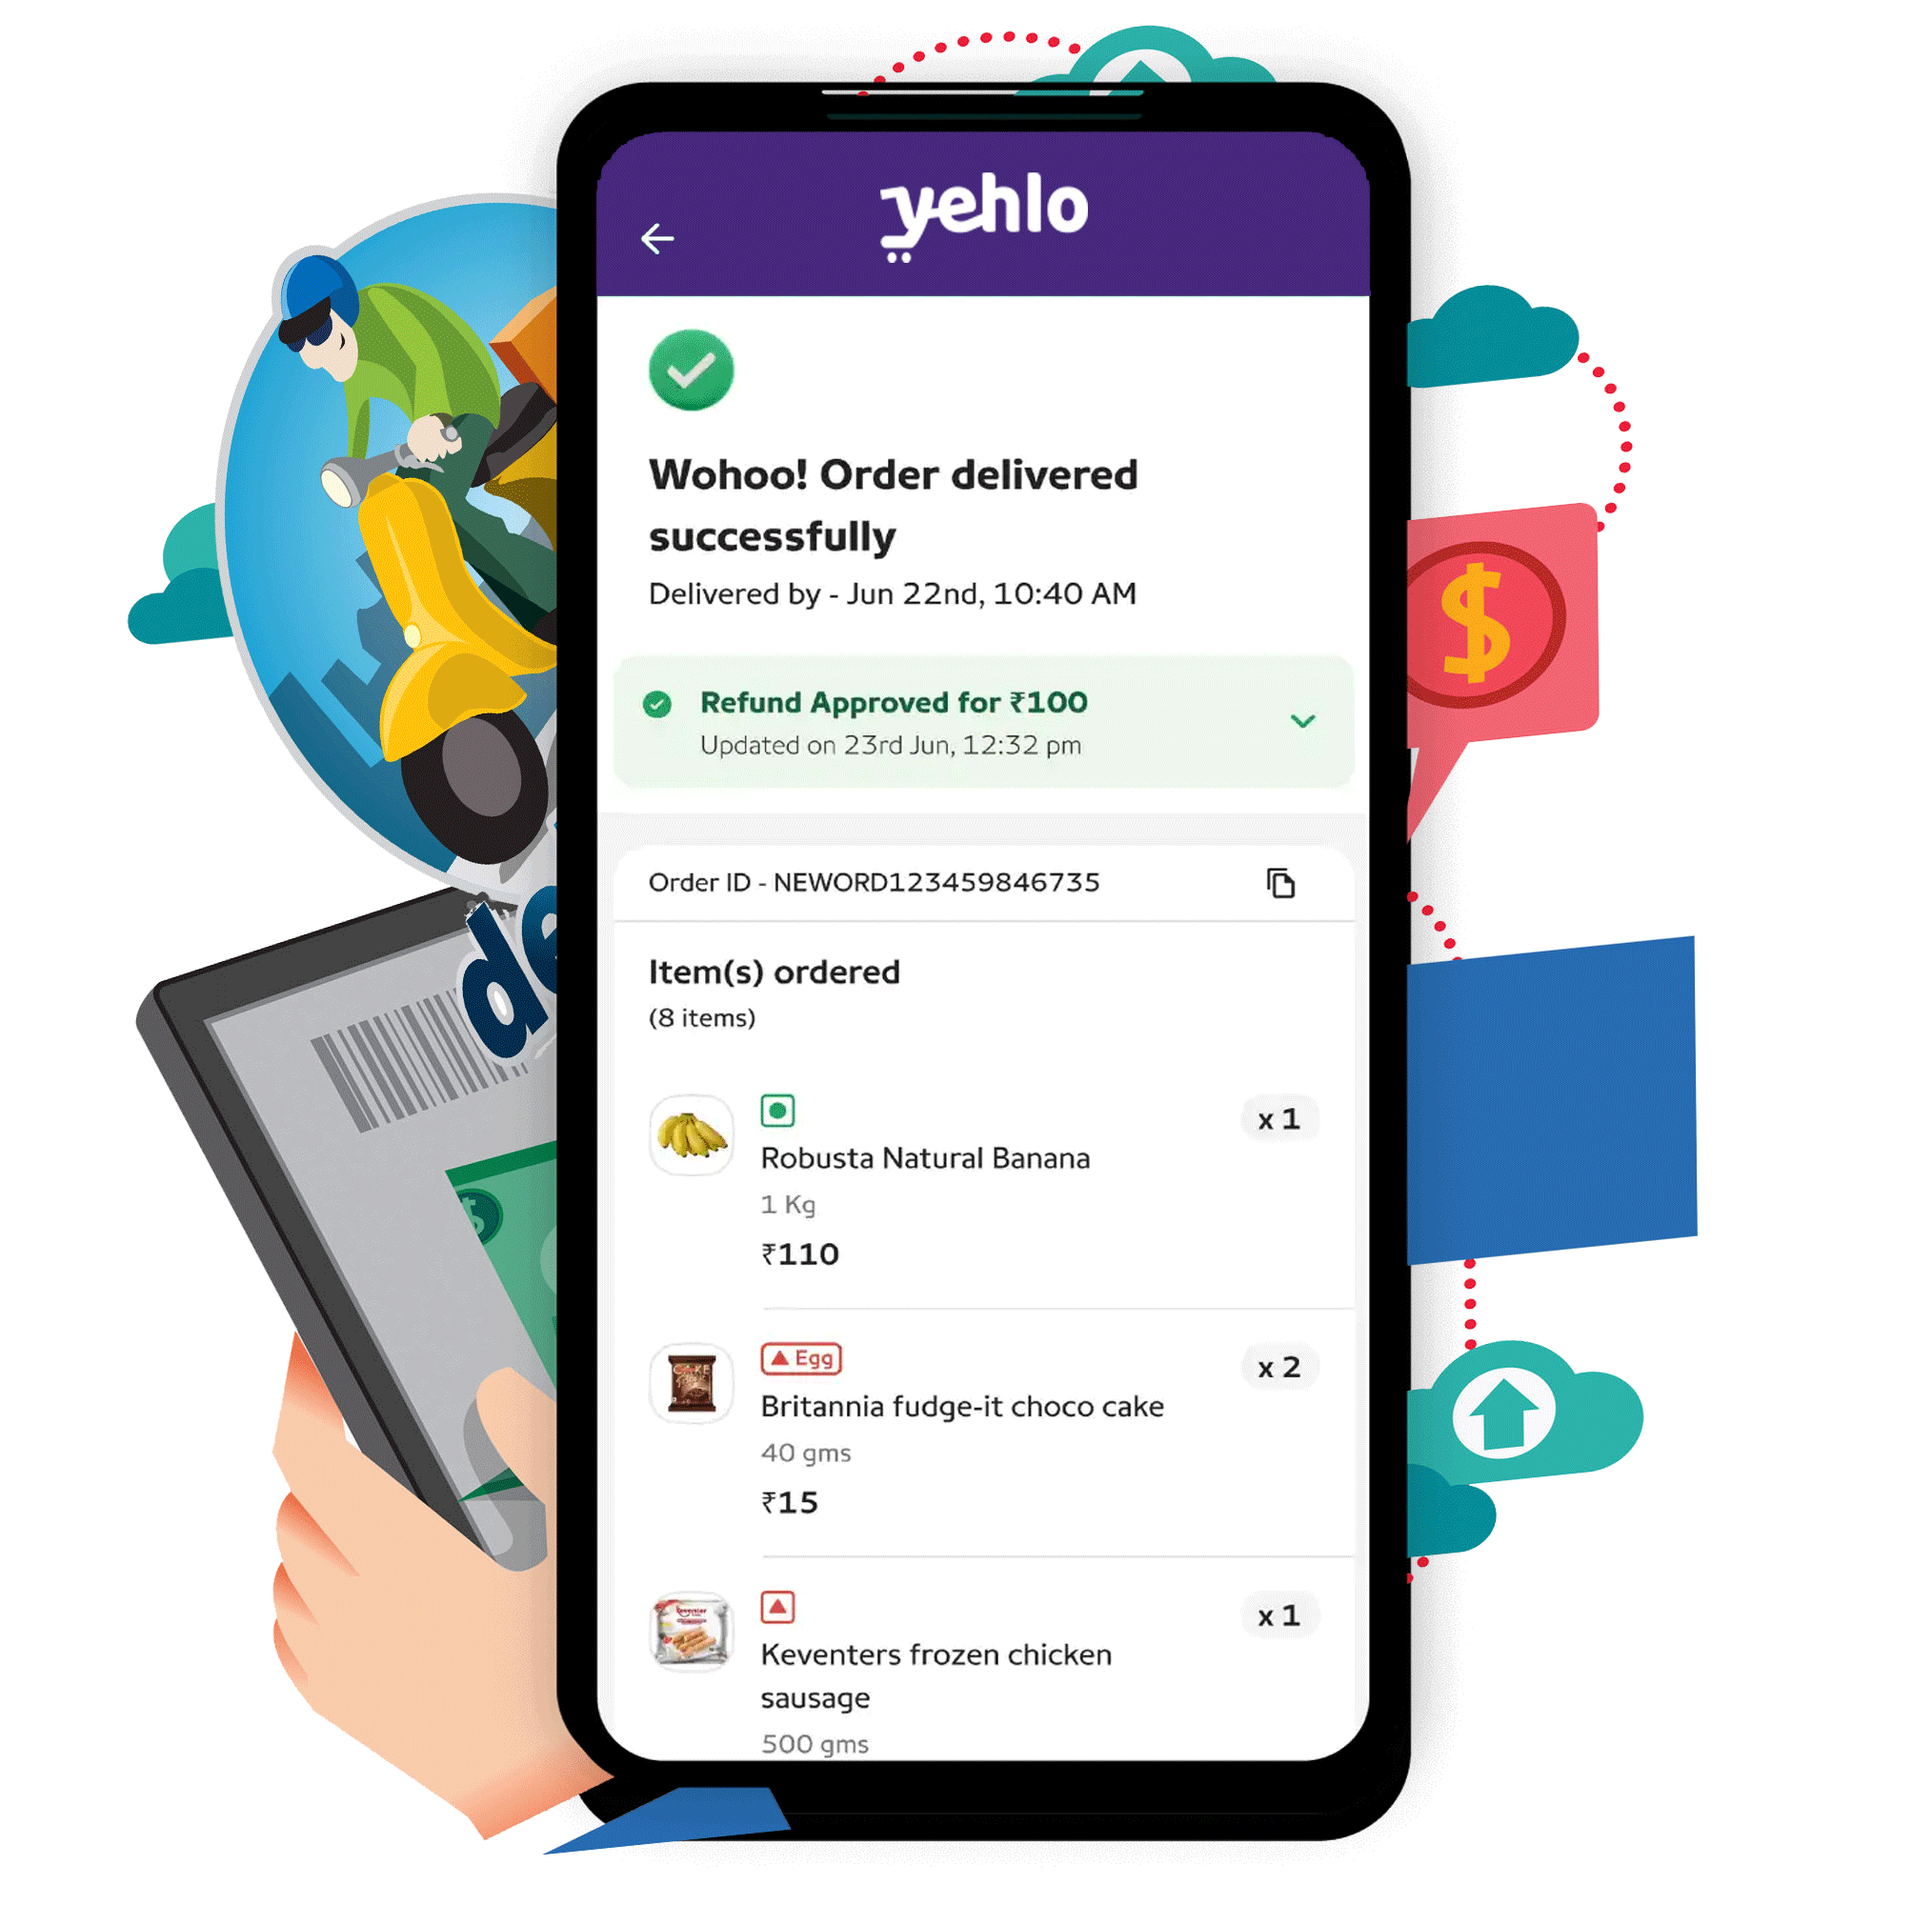 yehlo
Wohoo! Order delivered
successfully
Delivered by - Jun 22nd, 10:40 AM
Refund Approved for ₹100
Updated on 23rd Jun, 12:32 pm
Order ID - NEWORD123459846735
Item(s) ordered
(8 items)
x 1
Robusta Natural Banana
1 Kg
₹110
Egg
x 2
Britannia fudge-it choco cake
40 gms
₹15
x 1
Keventers frozen chicken
sausage
500 gms
de
$
$